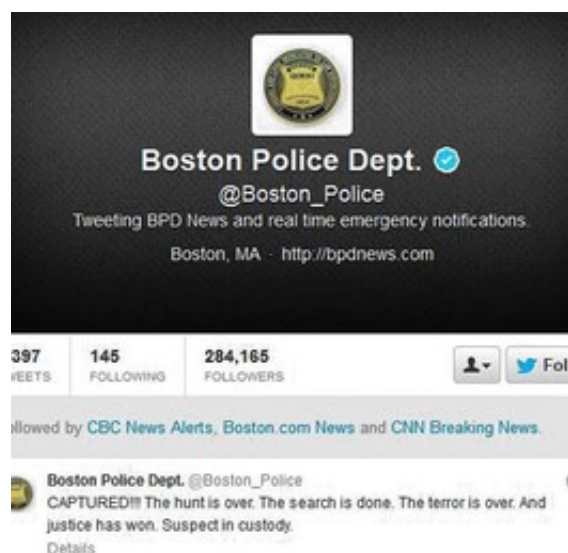 Boston Police Dept.
@Boston_Police
Tweeting BPD News and real time emergency notifications.
Boston, MA · http://bpdnews.com
397 145 284,165
WEETS FOLLOWING FOLLOWERS
Fol
llowed by CBC News Alerts, Boston.com News and CNN Breaking News.
Boston Police Dept. @Boston_Police
CAPTURED!!! The hunt is over. The search is done. The terror is over. And
justice has won. Suspect in custody.
Details